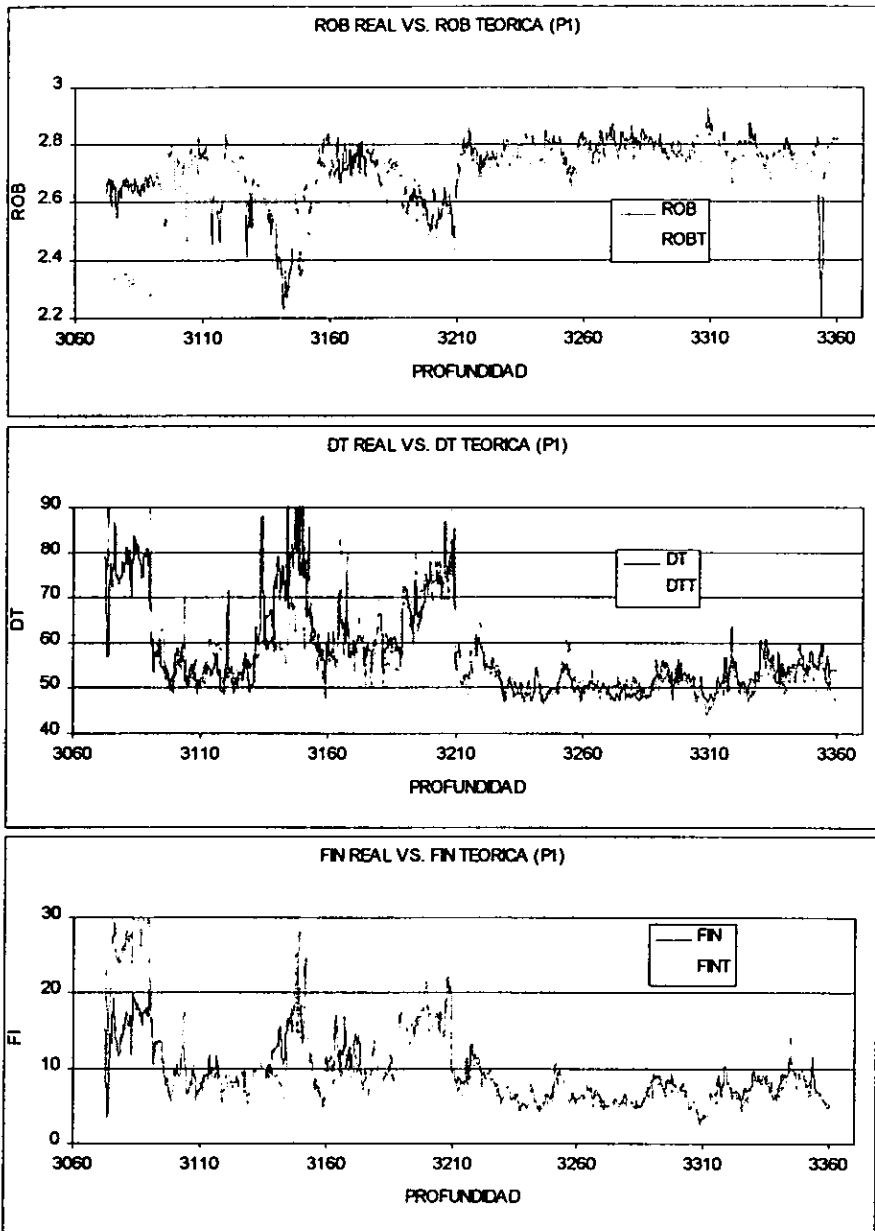 ROB REAL VS. ROB TEORICA (P1)
3
2.8
2.6
2.4
2.2
ROB
ROB
ROBT
3060 3110 3160 3210 3260 3310 3360
PROFUNDIDAD
DT REAL VS. DT TEORICA (P1)
90
80
70
60
50
40
DT
DT
DTT
3060 3110 3160 3210 3260 3310 3360
PROFUNDIDAD
FIN REAL VS. FIN TEORICA (P1)
30
20
10
0
FI
FIN
FINT
3060 3110 3160 3210 3260 3310 3360
PROFUNDIDAD